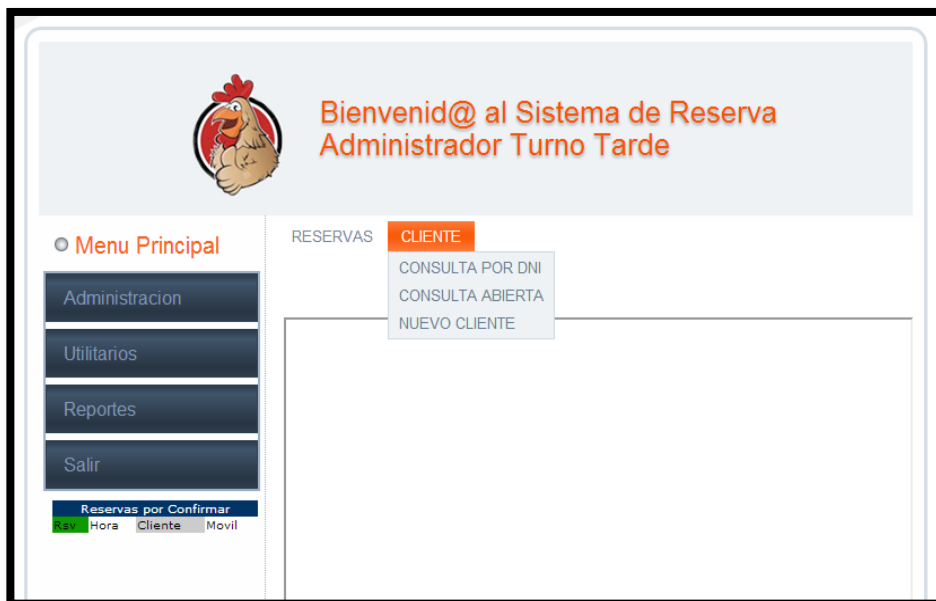 Bienvenid@ al Sistema de Reserva
Administrador Turno Tarde
Menu Principal
Administracion
Utilitarios
Reportes
Salir
Reservas por Confirmar
Rsv Hora Cliente Movil
RESERVAS CLIENTE
CONSULTA POR DNI
CONSULTA ABIERTA
NUEVO CLIENTE